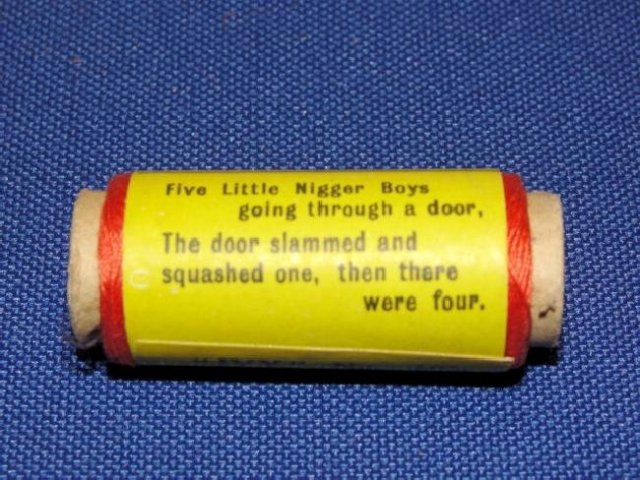 Five Little Nigger Boys
going through a door,
The door slammed and
squashed one, then there
were four.